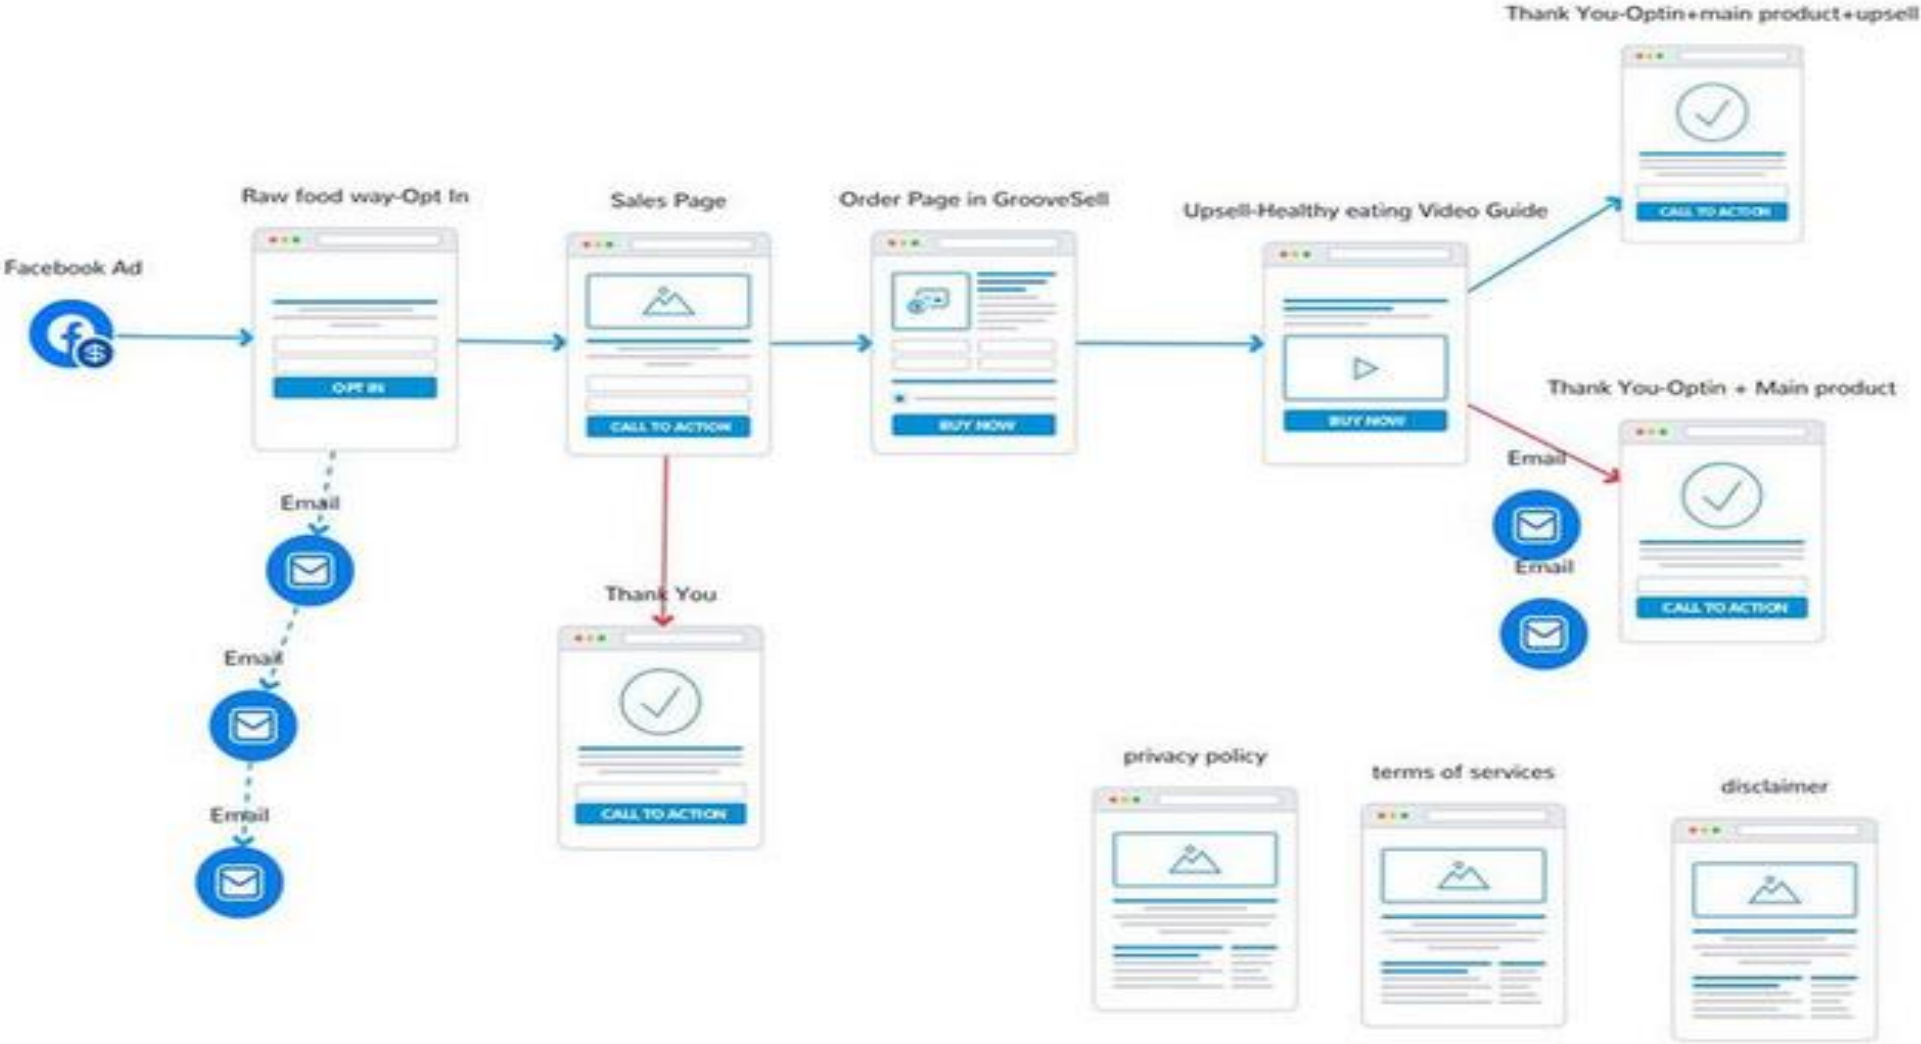 Thank You-Optin+main product+upsell
CALL TO ACTION
Raw food way-Opt In
Sales Page
Order Page in GrooveSell
Upsell-Healthy eating Video Guide
Facebook Ad
f
$
OPT IN
CALL TO ACTION
BUY NOW
BUY NOW
Thank You-Optin + Main product
Email
Email
CALL TO ACTION
Email
Email
Email
Thank You
CALL TO ACTION
privacy policy
terms of services
disclaimer